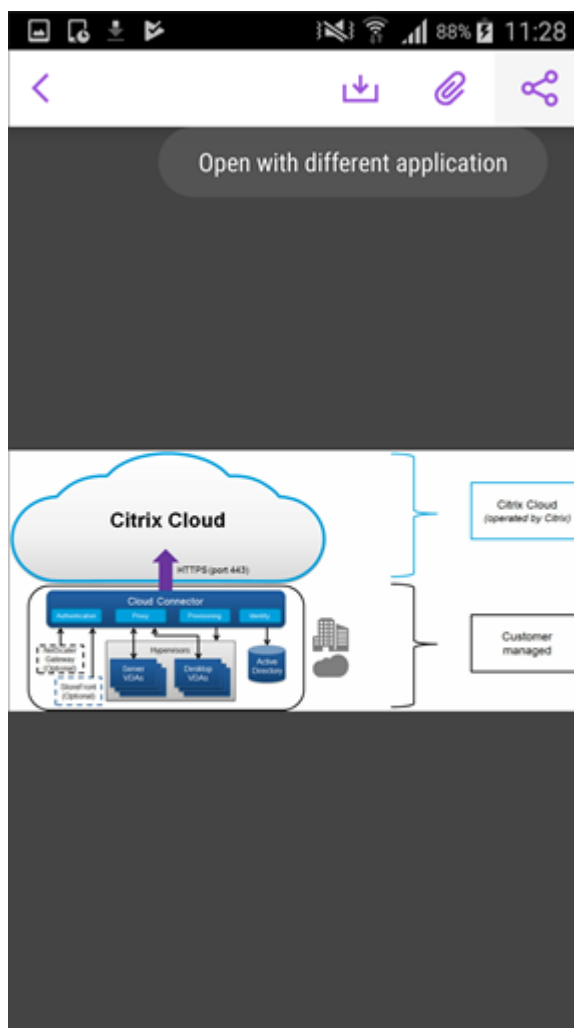 88% 11:28
Open with different application
Citrix Cloud
HTTPS (port 443)
Citrix Cloud
(operated by Citrix)
Cloud Connector
Authentication Proxy Provisioning Identity
NetScaler
Gateway
(Optional)
Hypervisors
Server
VDAs
Desktop
VDAs
Active
Directory
StoreFront
(Optional)
Customer
managed